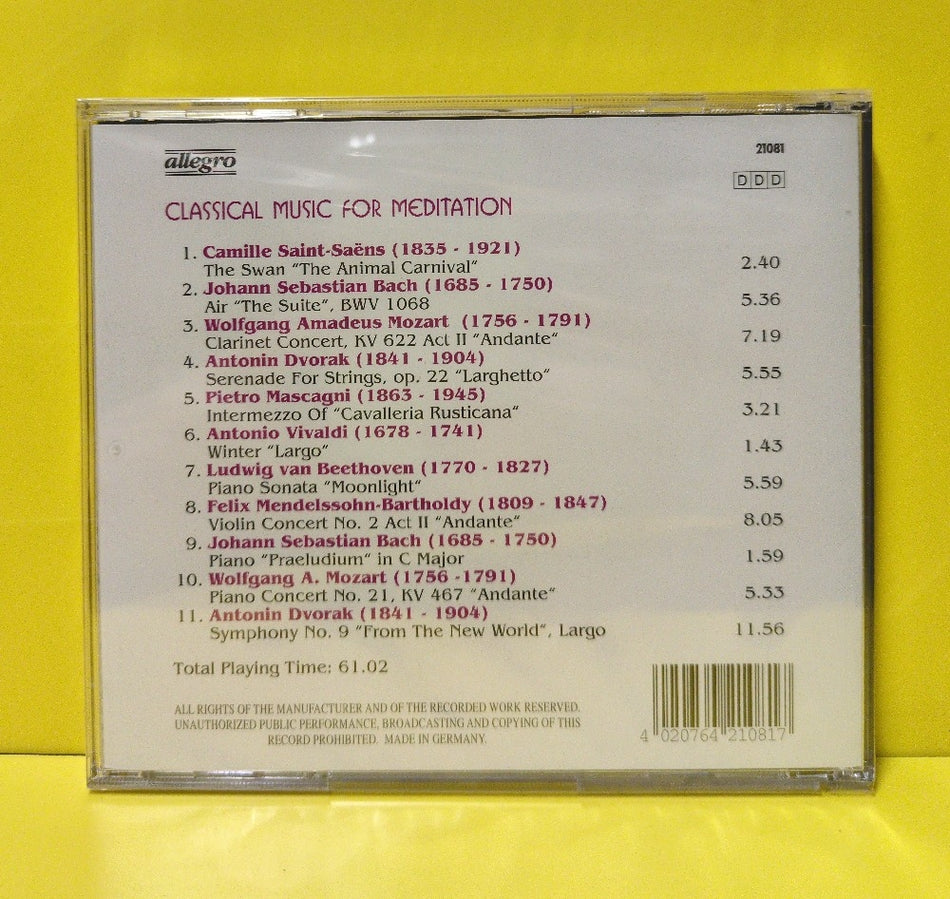 allegro
21081
DDD
CLASSICAL MUSIC FOR MEDITATION
1. Camille Saint-Saëns (1835 - 1921)
The Swan "The Animal Carnival" 2.40
2. Johann Sebastian Bach (1685 - 1750)
Air "The Suite", BWV 1068 5.36
3. Wolfgang Amadeus Mozart (1756 - 1791)
Clarinet Concert, KV 622 Act II "Andante" 7.19
4. Antonin Dvorak (1841 - 1904)
Serenade For Strings, op. 22 "Larghetto" 5.55
5. Pietro Mascagni (1863 - 1945)
Intermezzo Of "Cavalleria Rusticana" 3.21
6. Antonio Vivaldi (1678 - 1741)
Winter "Largo" 1.43
7. Ludwig van Beethoven (1770 - 1827)
Piano Sonata "Moonlight" 5.59
8. Felix Mendelssohn-Bartholdy (1809 - 1847)
Violin Concert No. 2 Act II "Andante" 8.05
9. Johann Sebastian Bach (1685 - 1750)
Piano "Praeludium" in C Major 1.59
10. Wolfgang A. Mozart (1756 -1791)
Piano Concert No. 21, KV 467 "Andante" 5.33
11. Antonin Dvorak (1841 - 1904)
Symphony No. 9 "From The New World", Largo 11.56
Total Playing Time: 61.02
ALL RIGHTS OF THE MANUFACTURER AND OF THE RECORDED WORK RESERVED.
UNAUTHORIZED PUBLIC PERFORMANCE, BROADCASTING AND COPYING OF THIS
RECORD PROHIBITED. MADE IN GERMANY.
4 020764 210817